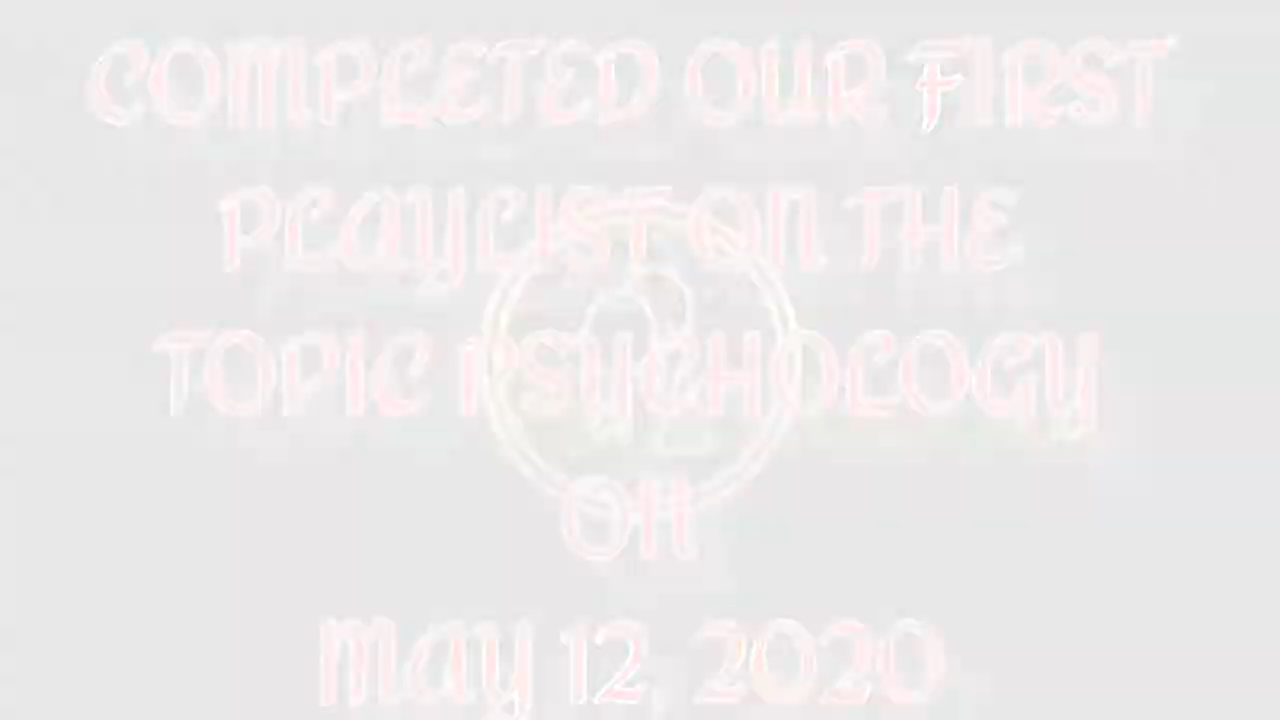 COMPLETED OUR FIRST
PLAYLIST ON THE
TOPIC PSYCHOLOGY
ON
MAY 12, 2020